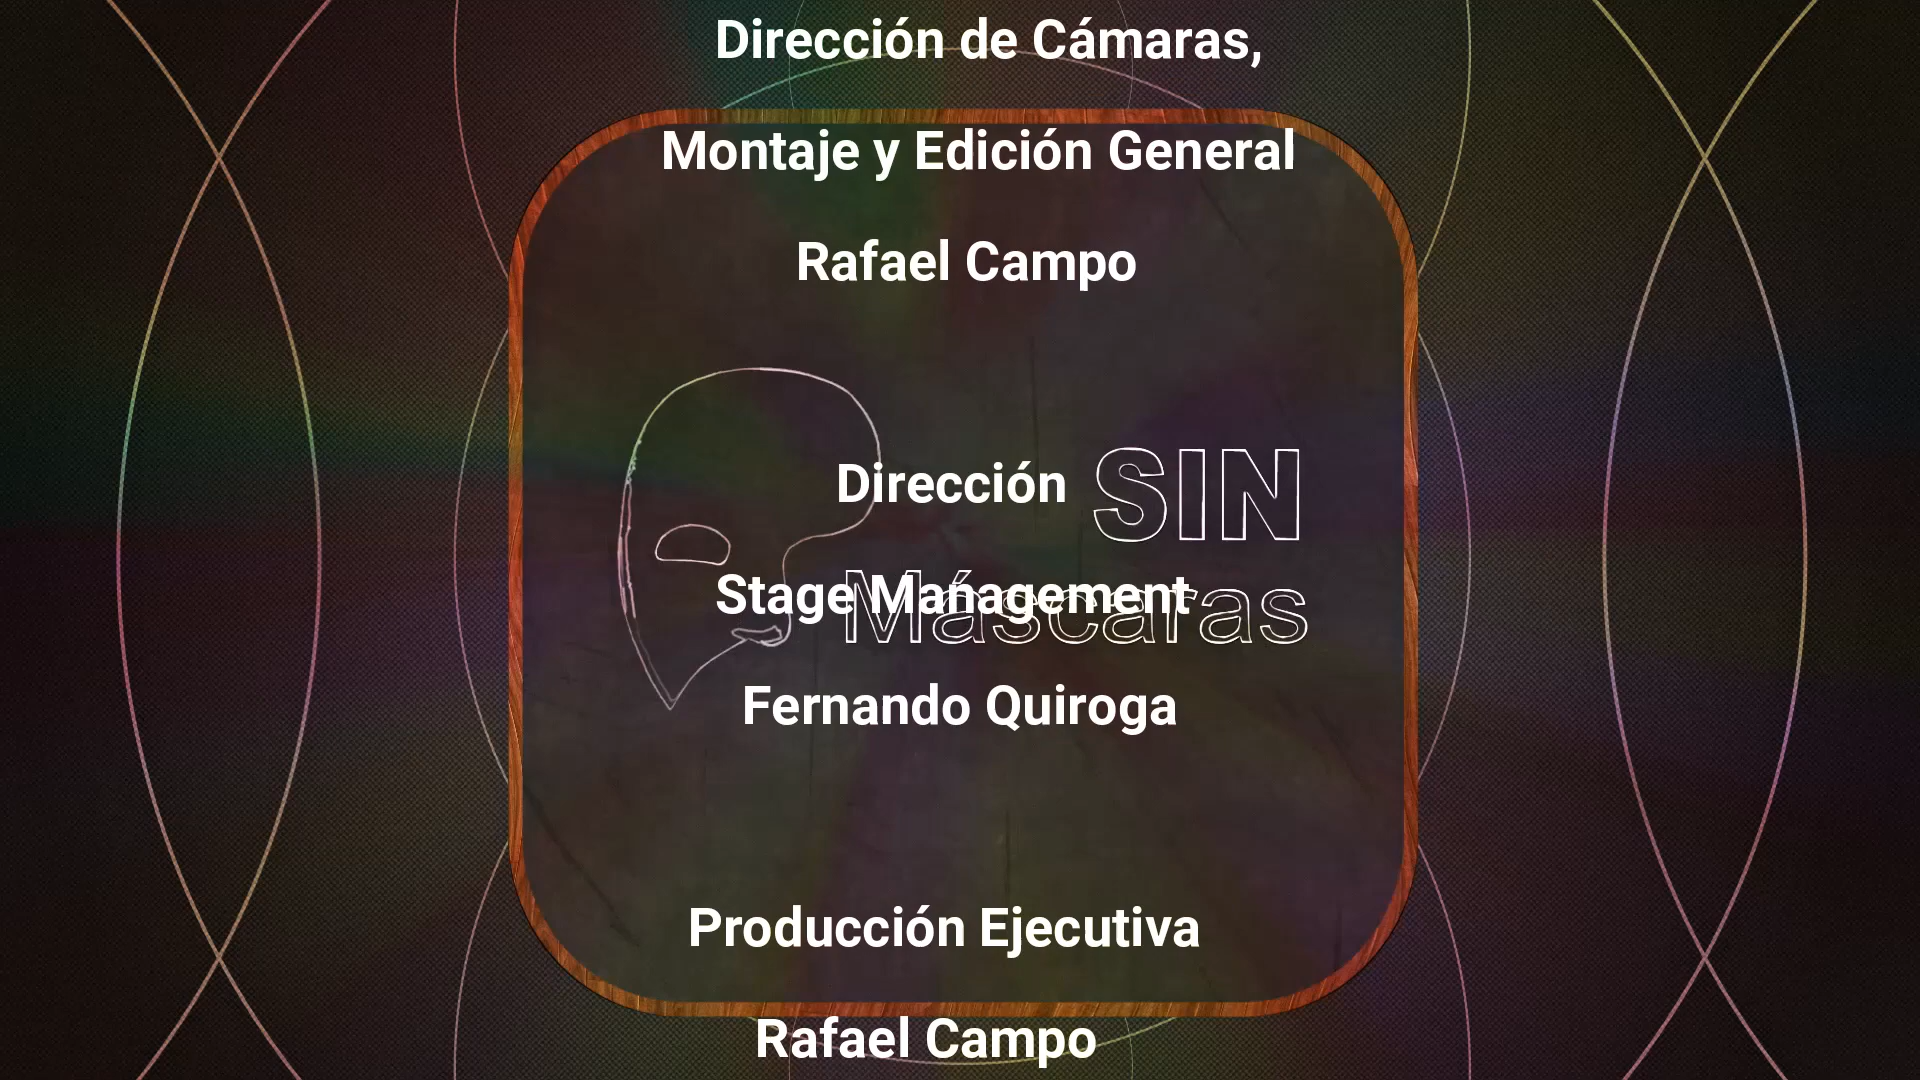 Dirección de Cámaras,
Montaje y Edición General
Rafael Campo
Dirección
SIN
Stage Management
Máscaras
Fernando Quiroga
Producción Ejecutiva
Rafael Campo